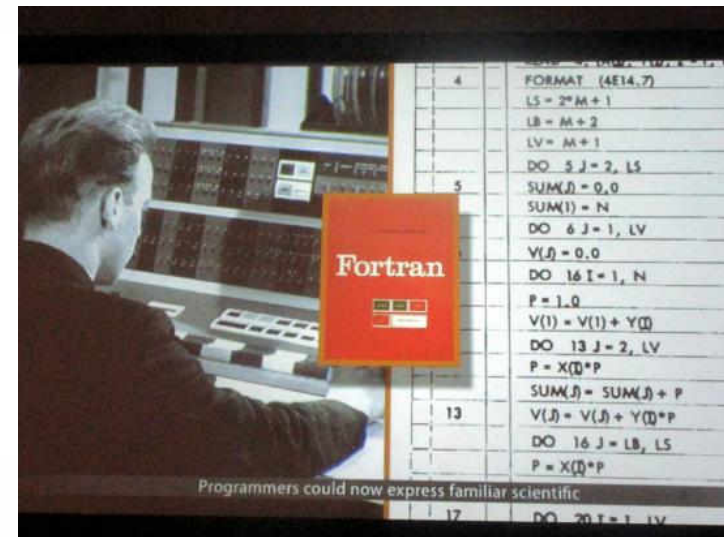 4 FORMAT (4E14.7)
LS = 2*M + 1
LB = M + 2
LV = M + 1
DO 5 J = 2, LS
5 SUM(J) = 0.0
SUM(1) = N
DO 6 J = 1, LV
V(J) = 0.0
DO 16 I = 1, N
P = 1.0
V(1) = V(1) + Y(I)
DO 13 J = 2, LV
P = X(I)*P
SUM(J) = SUM(J) + P
13 V(J) = V(J) + Y(I)*P
DO 16 J = LB, LS
P = X(I)*P
17 DO 20 I = 1, LV
Fortran
Programmers could now express familiar scientific